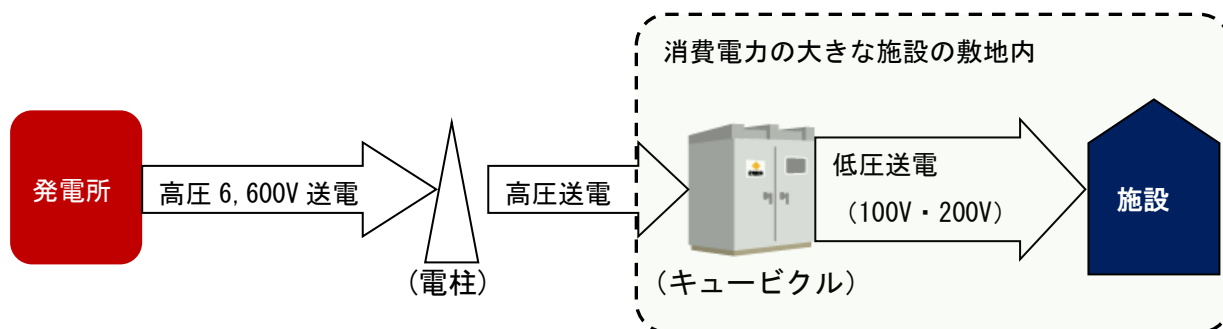 消費電力の大きな施設の敷地内
発電所
高圧 6,600V 送電
(電柱)
高圧送電
(キュービクル)
低圧送電
(100V・200V)
施設